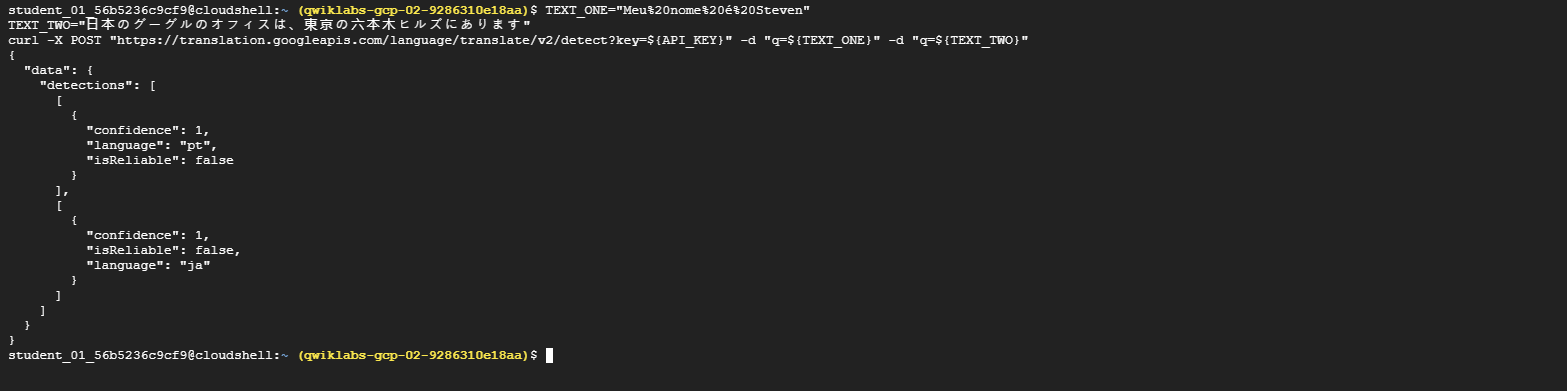 student_01_56b5236c9cf9@cloudshell:~ (qwiklabs-gcp-02-9286310e18aa)$ TEXT_ONE="Meu%20nome%20é%20Steven"
TEXT_TWO="日本のグーグルのオフィスは、東京の六本木ヒルズにあります"
curl -X POST "https://translation.googleapis.com/language/translate/v2/detect?key=${API_KEY}" -d "q=${TEXT_ONE}" -d "q=${TEXT_TWO}"
{
  "data": {
    "detections": [
      [
        {
          "confidence": 1,
          "language": "pt",
          "isReliable": false
        }
      ],
      [
        {
          "confidence": 1,
          "isReliable": false,
          "language": "ja"
        }
      ]
    ]
  }
}
student_01_56b5236c9cf9@cloudshell:~ (qwiklabs-gcp-02-9286310e18aa)$